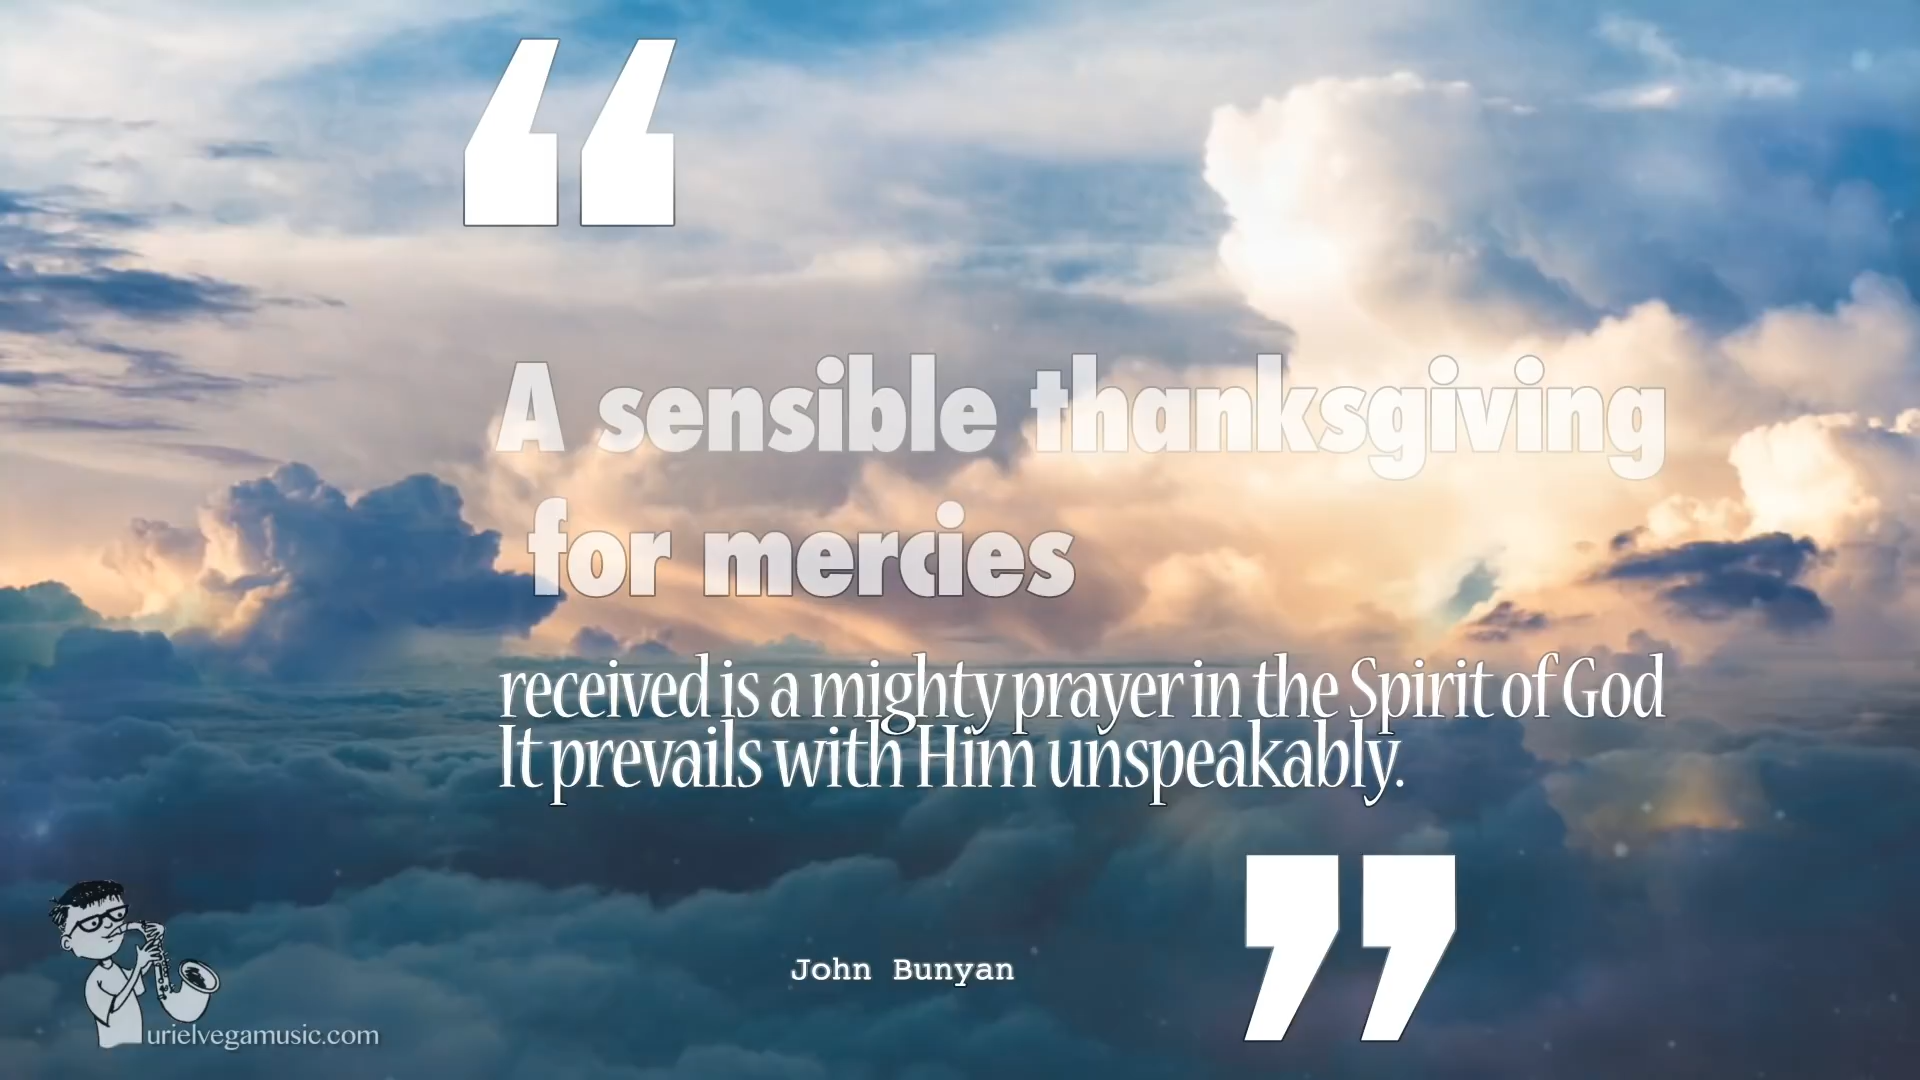 “
A sensible thanksgiving
for mercies
received is a mighty prayer in the Spirit of God
It prevails with Him unspeakably.
”
John Bunyan
urielvegamusic.com